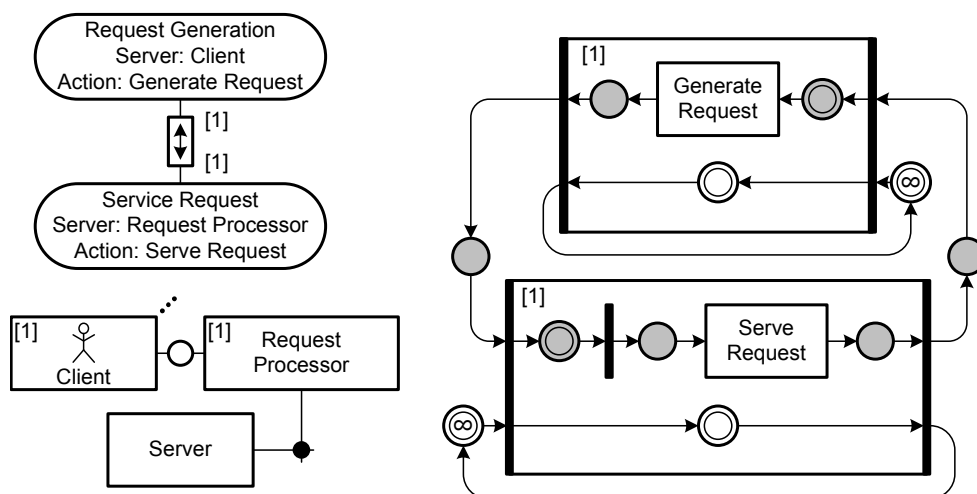 Request Generation
Server: Client
Action: Generate Request
[1]
[1]
Service Request
Server: Request Processor
Action: Serve Request
[1]
Client
[1]
Request
Processor
Server
[1]
Generate
Request
∞
[1]
Serve
Request
∞